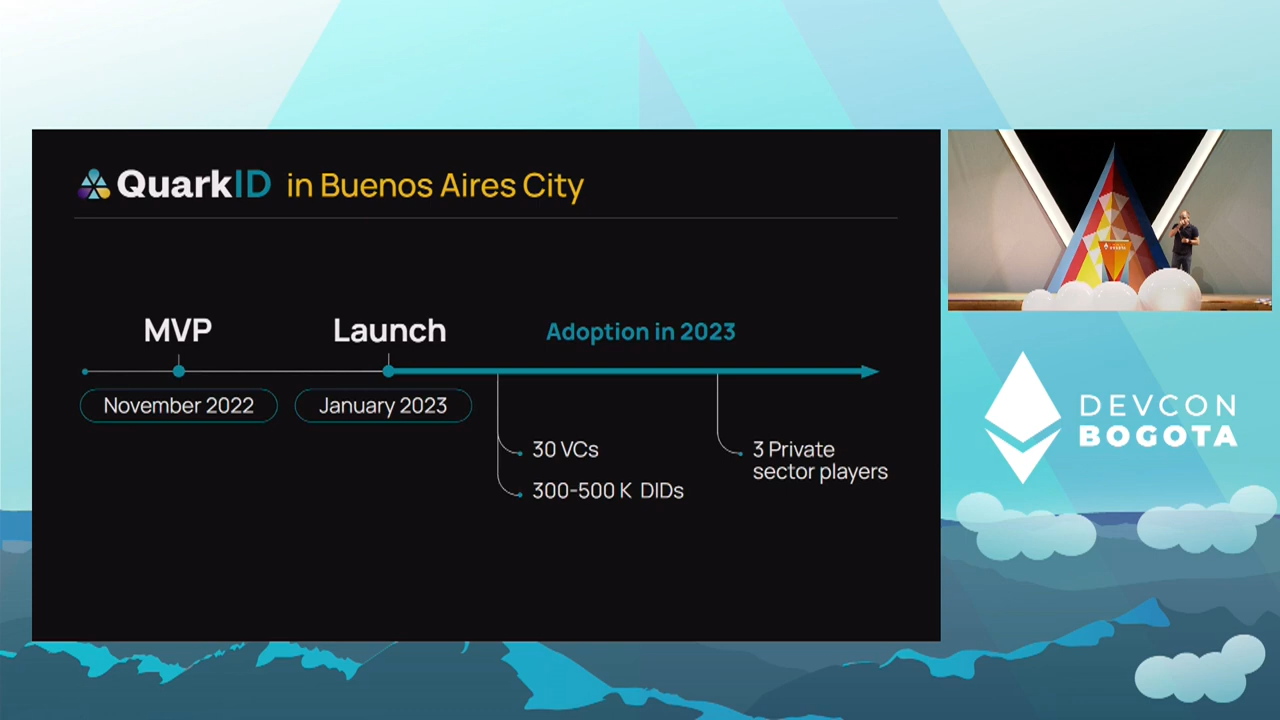 QuarkID in Buenos Aires City
MVP
Launch
Adoption in 2023
November 2022
January 2023
30 VCs
300-500 K DIDs
3 Private
sector players
DEVCON
BOGOTA